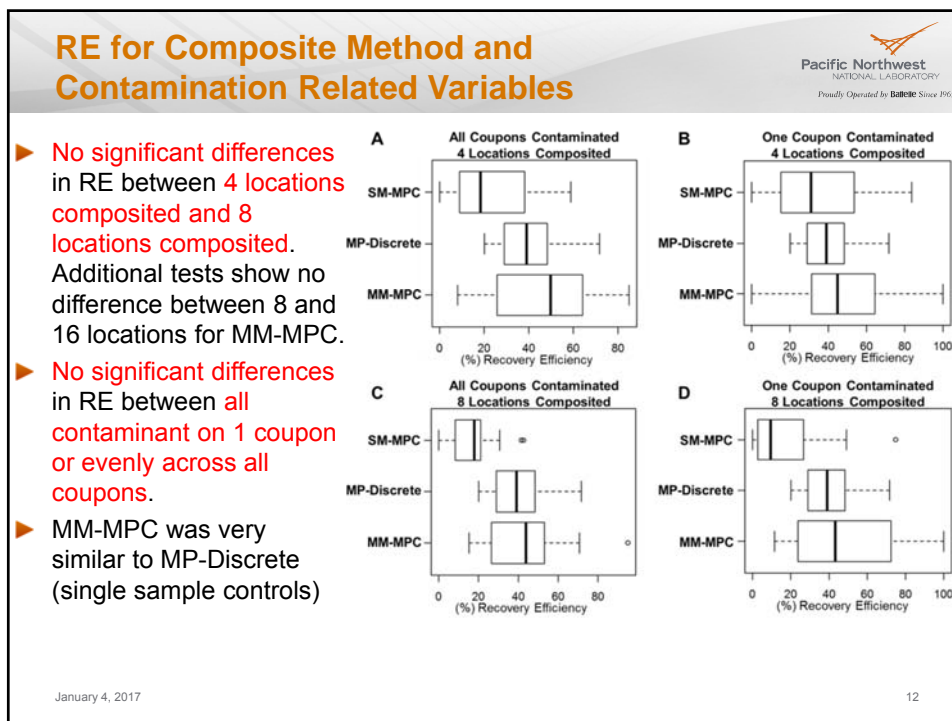 RE for Composite Method and
Contamination Related Variables
Pacific Northwest
NATIONAL LABORATORY
Proudly Operated by Battelle Since 196
No significant differences
in RE between 4 locations
composited and 8
locations composited.
Additional tests show no
difference between 8 and
16 locations for MM-MPC.
No significant differences
in RE between all
contaminant on 1 coupon
or evenly across all
coupons.
MM-MPC was very
similar to MP-Discrete
(single sample controls)
A
All Coupons Contaminated
4 Locations Composited
SM-MPC
MP-Discrete
MM-MPC
0 20 40 60 80
(%) Recovery Efficiency
B
One Coupon Contaminated
4 Locations Composited
SM-MPC
MP-Discrete
MM-MPC
0 20 40 60 80 100
(%) Recovery Efficiency
C
All Coupons Contaminated
8 Locations Composited
SM-MPC
MP-Discrete
MM-MPC
0 20 40 60 80
(%) Recovery Efficiency
D
One Coupon Contaminated
8 Locations Composited
SM-MPC
MP-Discrete
MM-MPC
0 20 40 60 80 100
(%) Recovery Efficiency
January 4, 2017
12